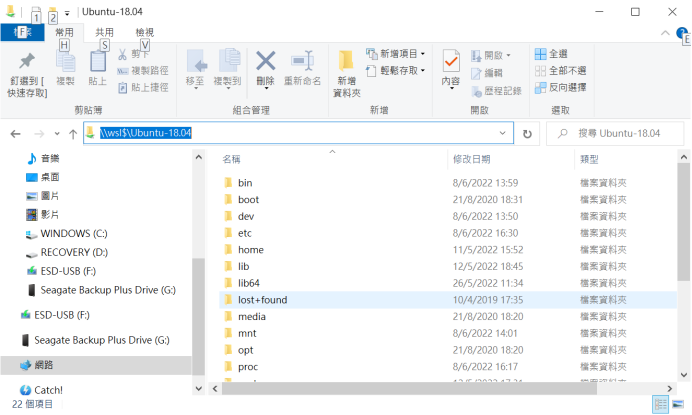 Ubuntu-18.04
1 2
檔案 常用 共用 檢視
F H S V E
釘選到 [快速存取]
複製
貼上
剪下
複製路徑
貼上捷徑
剪貼簿
移至
複製到
刪除
重新命名
組合管理
新增資料夾
新增項目
輕鬆存取
新增
內容
開啟
編輯
歷程記錄
開啟
全選
全部不選
反向選擇
選取
\\wsl$\Ubuntu-18.04
搜尋 Ubuntu-18.04
音樂
桌面
圖片
影片
WINDOWS (C:)
RECOVERY (D:)
ESD-USB (F:)
Seagate Backup Plus Drive (G:)
ESD-USB (F:)
Seagate Backup Plus Drive (G:)
網路
Catch!
名稱 修改日期 類型
bin 8/6/2022 13:59 檔案資料夾
boot 21/8/2020 18:31 檔案資料夾
dev 8/6/2022 13:50 檔案資料夾
etc 8/6/2022 16:30 檔案資料夾
home 11/5/2022 15:52 檔案資料夾
lib 12/5/2022 18:45 檔案資料夾
lib64 26/5/2022 11:34 檔案資料夾
lost+found 10/4/2019 17:35 檔案資料夾
media 21/8/2020 18:20 檔案資料夾
mnt 8/6/2022 14:01 檔案資料夾
opt 21/8/2020 18:20 檔案資料夾
proc 8/6/2022 16:17 檔案資料夾
22 個項目